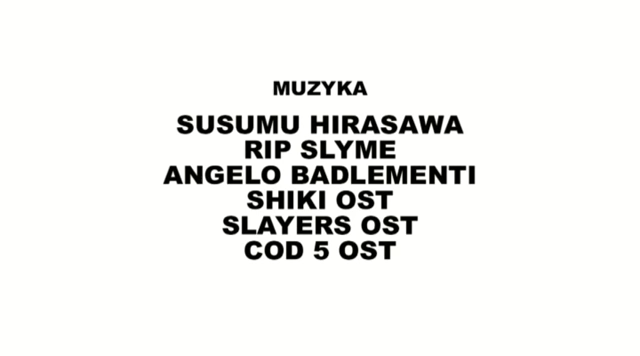 MUZYKA
SUSUMU HIRASAWA
RIP SLYME
ANGELO BADLEMENTI
SHIKI OST
SLAYERS OST
COD 5 OST